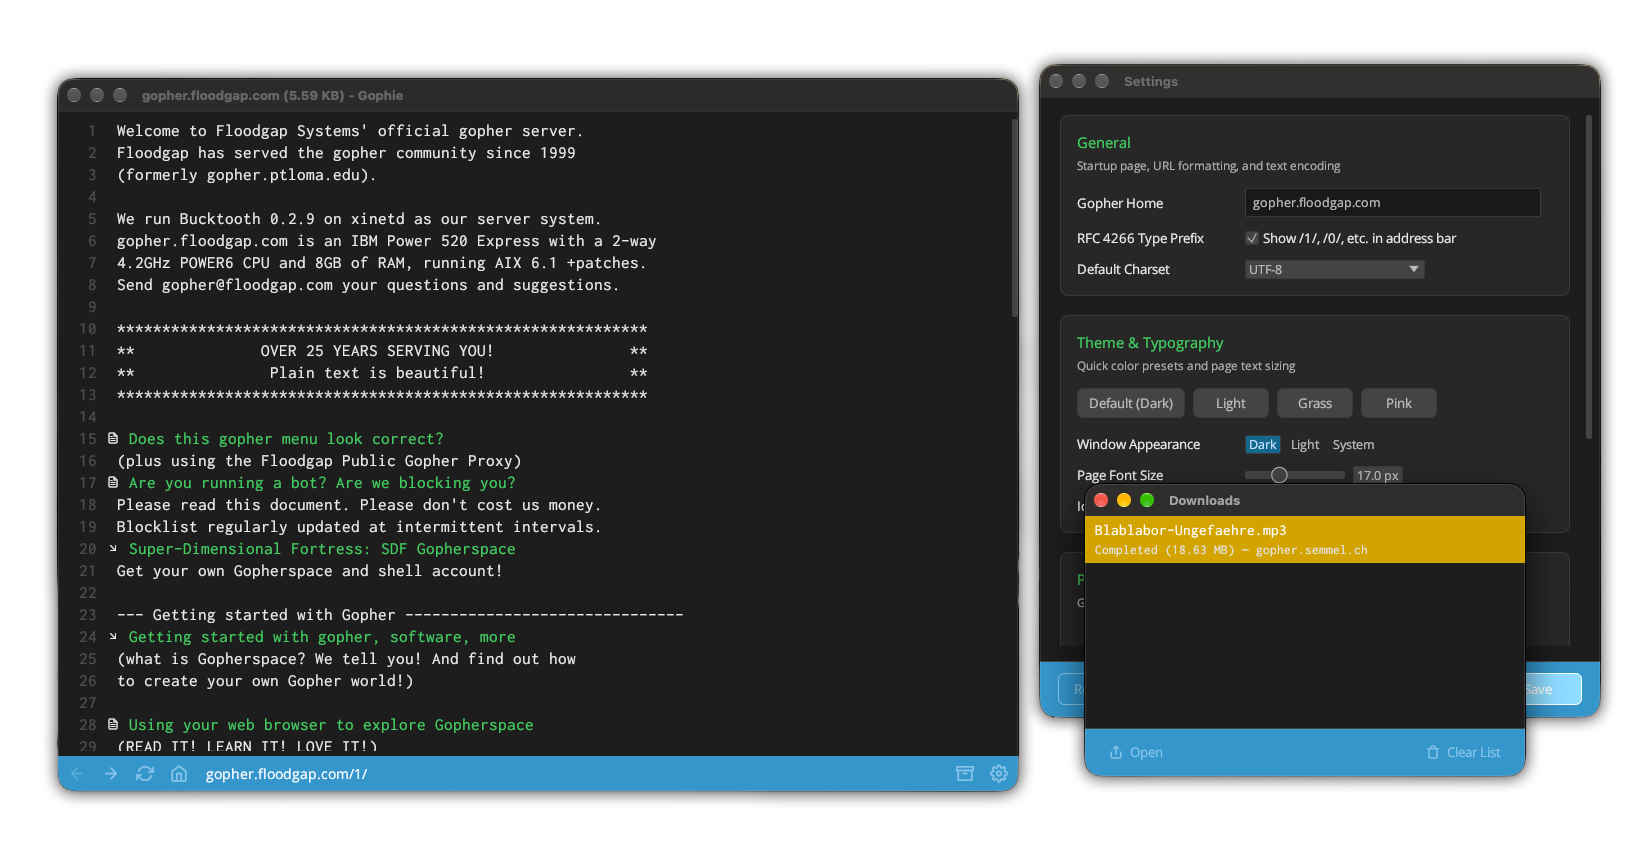 gopher.floodgap.com (5.59 KB) - Gophie
1 Welcome to Floodgap Systems' official gopher server.
2 Floodgap has served the gopher community since 1999
3 (formerly gopher.ptloma.edu).
4
5 We run Bucktooth 0.2.9 on xinetd as our server system.
6 gopher.floodgap.com is an IBM Power 520 Express with a 2-way
7 4.2GHz POWER6 CPU and 8GB of RAM, running AIX 6.1 +patches.
8 Send gopher@floodgap.com your questions and suggestions.
9
10 ***********************************************************
11 **              OVER 25 YEARS SERVING YOU!               **
12 **               Plain text is beautiful!                **
13 ***********************************************************
14
15 Does this gopher menu look correct?
16 (plus using the Floodgap Public Gopher Proxy)
17 Are you running a bot? Are we blocking you?
18 Please read this document. Please don't cost us money.
19 Blocklist regularly updated at intermittent intervals.
20 Super-Dimensional Fortress: SDF Gopherspace
21 Get your own Gopherspace and shell account!
22
23 --- Getting started with Gopher -------------------------------
24 Getting started with gopher, software, more
25 (what is Gopherspace? We tell you! And find out how
26 to create your own Gopher world!)
27
28 Using your web browser to explore Gopherspace
29 (READ IT! LEARN IT! LOVE IT!)
gopher.floodgap.com/1/
Settings
General
Startup page, URL formatting, and text encoding
Gopher Home gopher.floodgap.com
RFC 4266 Type Prefix Show /1/, /0/, etc. in address bar
Default Charset UTF-8
Theme & Typography
Quick color presets and page text sizing
Default (Dark) Light Grass Pink
Window Appearance Dark Light System
Page Font Size 17.0 px
Save
Downloads
Blablabor-Ungefaehre.mp3
Completed (18.63 MB) — gopher.semmel.ch
Open Clear List